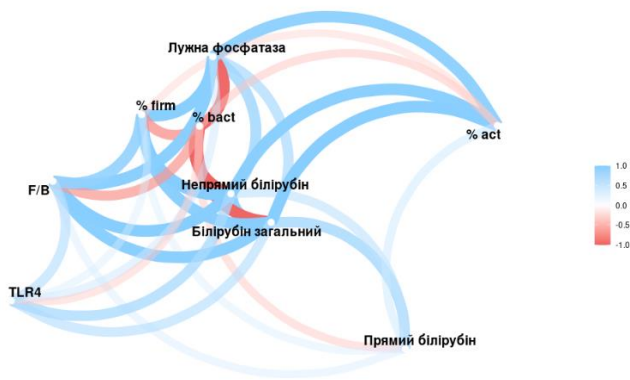 Лужна фосфатаза
% firm
% bact
% act
F/B
Непрямий білірубін
Білірубін загальний
TLR4
Прямий білірубін
1.0
0.5
0.0
-0.5
-1.0